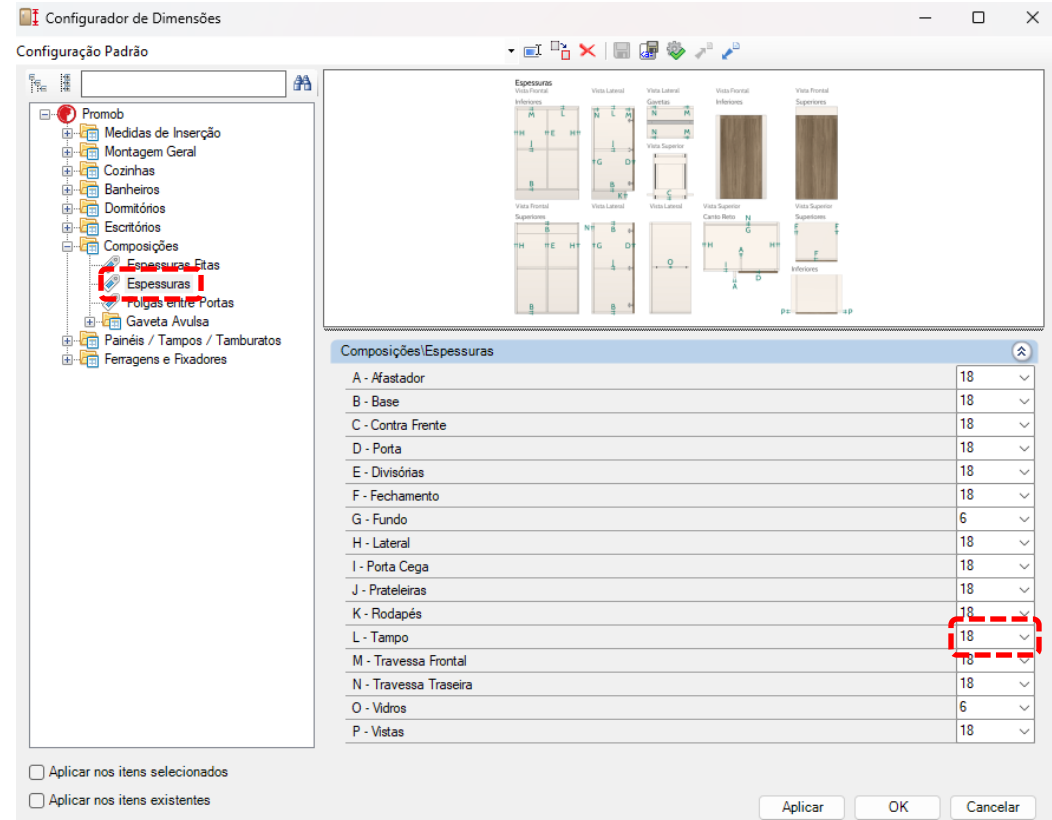 Configurador de Dimensões
Configuração Padrão
Promob
Medidas de Inserção
Montagem Geral
Cozinhas
Banheiros
Dormitórios
Escritórios
Composições
Espessuras Fitas
Espessuras
Folgas entre Portas
Gaveta Avulsa
Painéis / Tampos / Tamburatos
Ferragens e Fixadores
Espessuras
Vista Frontal Vista Lateral Vista Lateral Vista Frontal Vista Frontal
Inferiores Gavetas Inferiores Superiores
M L N L M N M
H E H N M
Vista Superior
G D
B B
K C
Vista Frontal Vista Lateral Vista Lateral Vista Superior Vista Superior
Superiores Canto Reto Superiores
B N B N G F F
H E H G D O H A H F
Inferiores
A D
B B P P
Composições\Espessuras
A - Afastador 18
B - Base 18
C - Contra Frente 18
D - Porta 18
E - Divisórias 18
F - Fechamento 18
G - Fundo 6
H - Lateral 18
I - Porta Cega 18
J - Prateleiras 18
K - Rodapés 18
L - Tampo 18
M - Travessa Frontal 18
N - Travessa Traseira 18
O - Vidros 6
P - Vistas 18
Aplicar nos itens selecionados
Aplicar nos itens existentes
Aplicar OK Cancelar